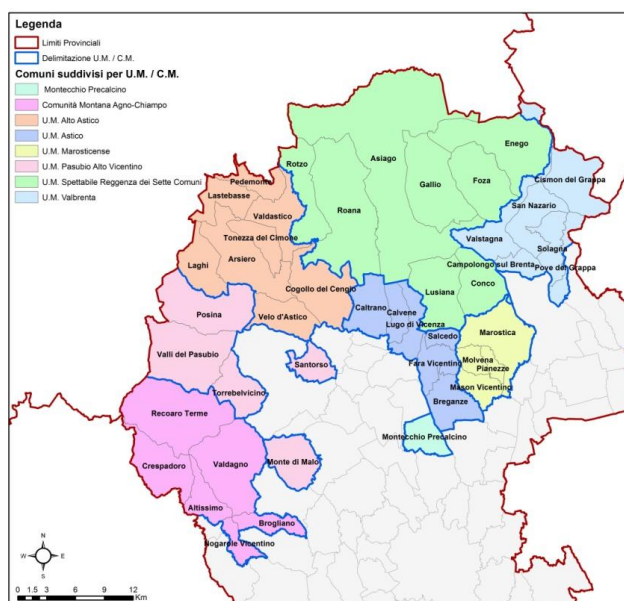 Legenda
Limiti Provinciali
Delimitazione U.M. / C.M.
Comuni suddivisi per U.M. / C.M.
Montecchio Precalcino
Comunità Montana Agno-Chiampo
U.M. Alto Astico
U.M. Astico
U.M. Marosticense
U.M. Pasubio Alto Vicentino
U.M. Spettabile Reggenza dei Sette Comuni
U.M. Valbrenta
Enego
Rotzo
Asiago
Cismon del Grappa
Pedemonte
Gallio
Foza
Lastebasse
San Nazario
Valdastico
Roana
Tonezza del Cimone
Valstagna
Solagna
Arsiero
Laghi
Campolongo sul Brenta
Pove del Grappa
Cogollo del Cengio
Lusiana
Conco
Caltrano
Calvene
Posina
Velo d'Astico
Lugo di Vicenza
Marostica
Salcedo
Valli del Pasubio
Santorso
Fara Vicentino
Molvena
Pianezze
Torrebelvicino
Mason Vicentino
Breganze
Recoaro Terme
Montecchio Precalcino
Crespadoro
Valdagno
Monte di Malo
Altissimo
Brogliano
Nogarole Vicentino
N
W
E
S
0 1.5 3 6 9 12
Km